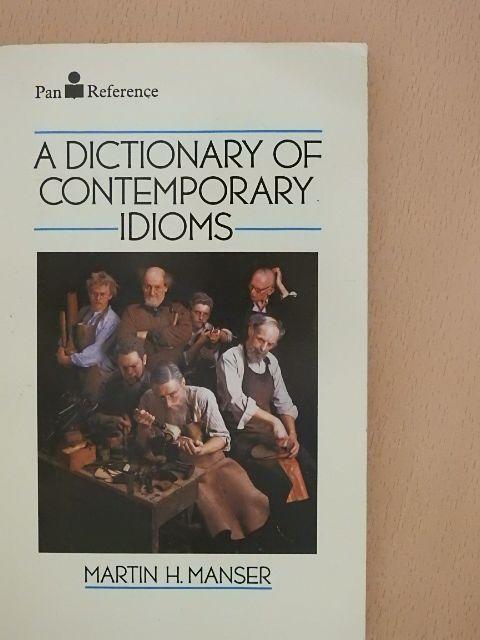 Pan Reference
A DICTIONARY OF
CONTEMPORARY
IDIOMS
MARTIN H. MANSER